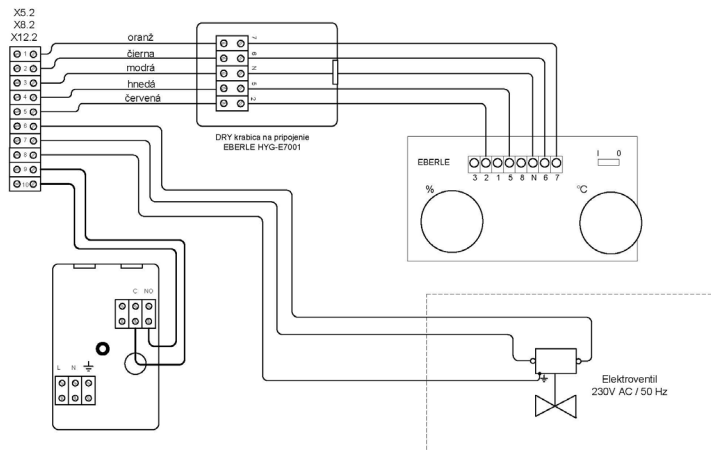 X5.2
X8.2
X12.2
1
2
3
4
5
6
7
8
9
10
oranž
čierna
modrá
hnedá
červená
7
6
N
5
2
DRY krabica na pripojenie
EBERLE HYG-E7001
EBERLE
I 0
3 2 1 5 8 N 6 7
% °C
C NO
L N
Elektroventil
230V AC / 50 Hz